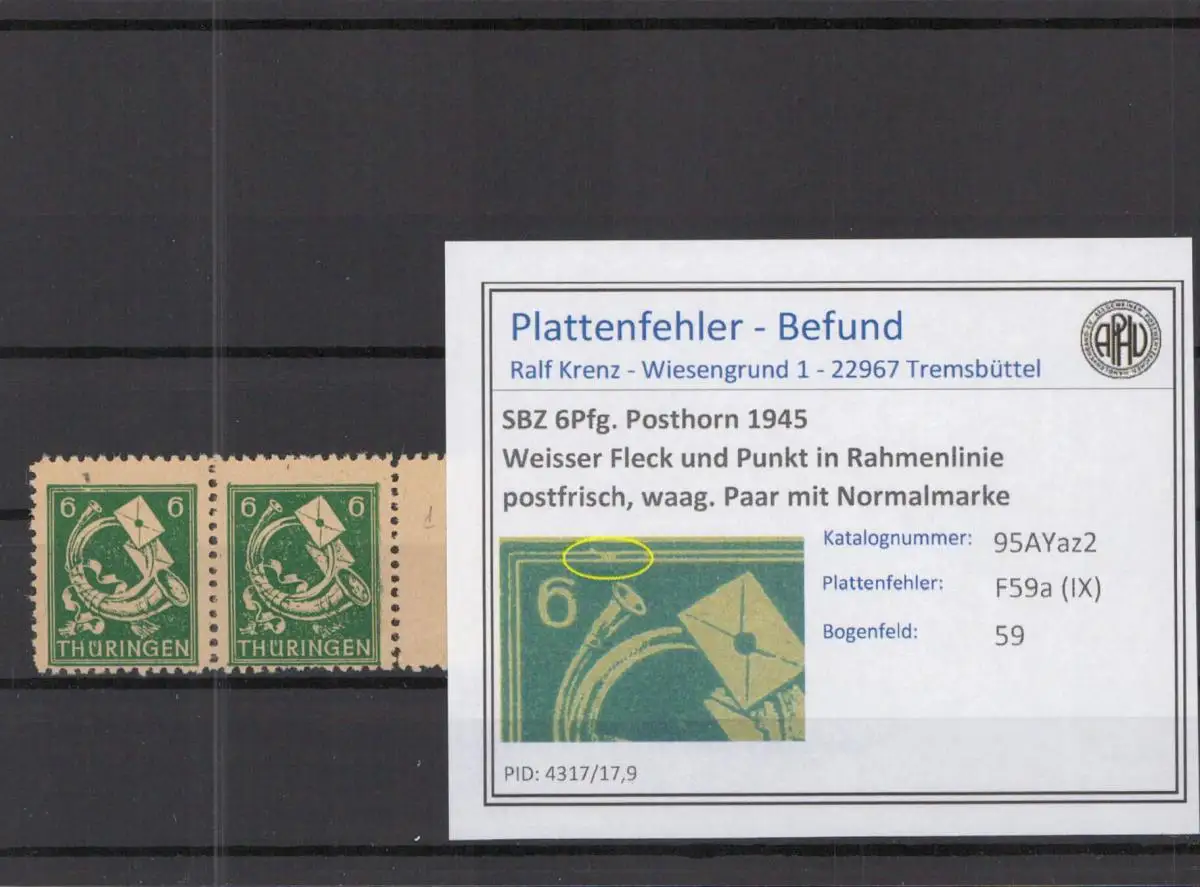 6 6
THÜRINGEN
6 6
THÜRINGEN
Plattenfehler - Befund
Ralf Krenz - Wiesengrund 1 - 22967 Tremsbüttel
APHV
SBZ 6Pfg. Posthorn 1945
Weisser Fleck und Punkt in Rahmenlinie
postfrisch, waag. Paar mit Normalmarke
6
Katalognummer: 95AYaz2
Plattenfehler: F59a (IX)
Bogenfeld: 59
PID: 4317/17,9